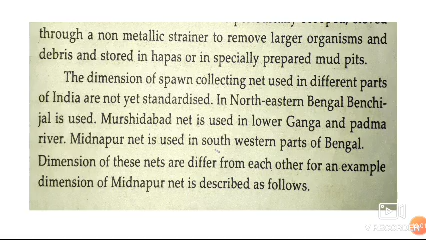 through a non metallic strainer to remove larger organisms and
debris and stored in hapas or in specially prepared mud pits.
The dimension of spawn collecting net used in different parts
of India are not yet standardised. In North-eastern Bengal Benchi-
jal is used. Murshidabad net is used in lower Ganga and padma
river. Midnapur net is used in south western parts of Bengal.
Dimension of these nets are differ from each other for an example
dimension of Midnapur net is described as follows.